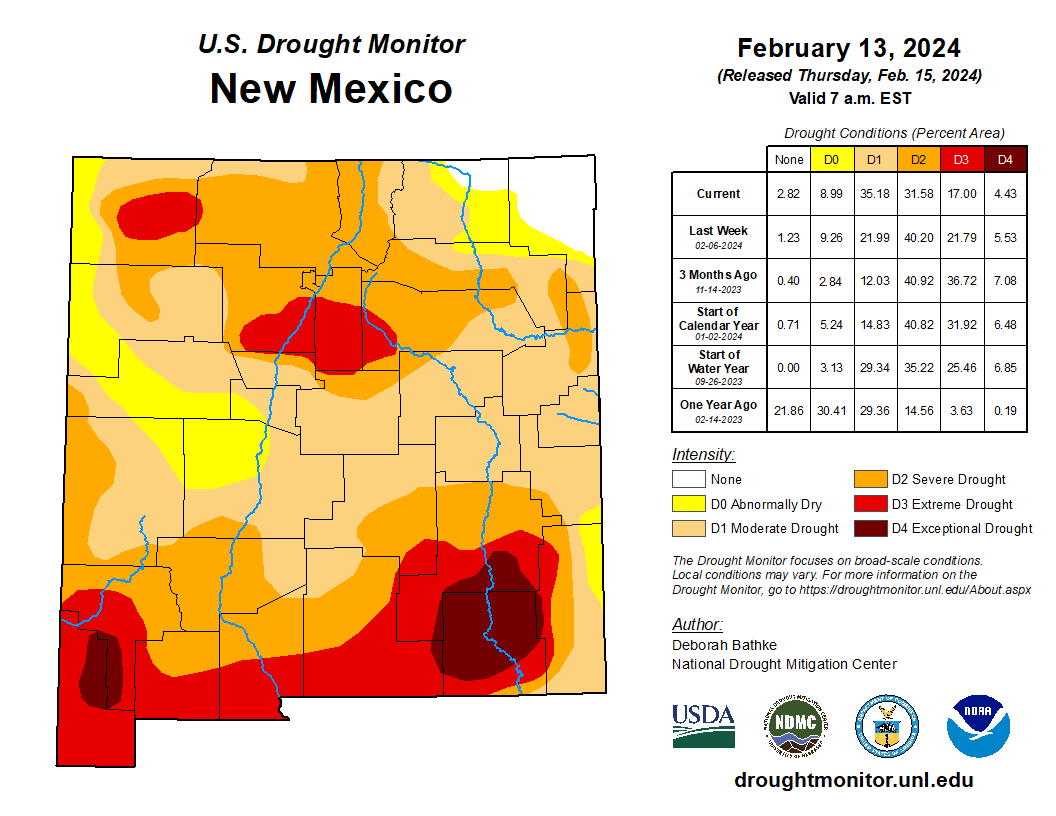 U.S. Drought Monitor
New Mexico
February 13, 2024
(Released Thursday, Feb. 15, 2024)
Valid 7 a.m. EST
Drought Conditions (Percent Area)
None D0 D1 D2 D3 D4
Current 2.82 8.99 35.18 31.58 17.00 4.43
Last Week
02-06-2024 1.23 9.26 21.99 40.20 21.79 5.53
3 Months Ago
11-14-2023 0.40 2.84 12.03 40.92 36.72 7.08
Start of
Calendar Year
01-02-2024 0.71 5.24 14.83 40.82 31.92 6.48
Start of
Water Year
09-26-2023 0.00 3.13 29.34 35.22 25.46 6.85
One Year Ago
02-14-2023 21.86 30.41 29.36 14.56 3.63 0.19
Intensity:
None
D0 Abnormally Dry
D1 Moderate Drought
D2 Severe Drought
D3 Extreme Drought
D4 Exceptional Drought
The Drought Monitor focuses on broad-scale conditions.
Local conditions may vary. For more information on the
Drought Monitor, go to https://droughtmonitor.unl.edu/About.aspx
Author:
Deborah Bathke
National Drought Mitigation Center
USDA
NDMC
NOAA
droughtmonitor.unl.edu